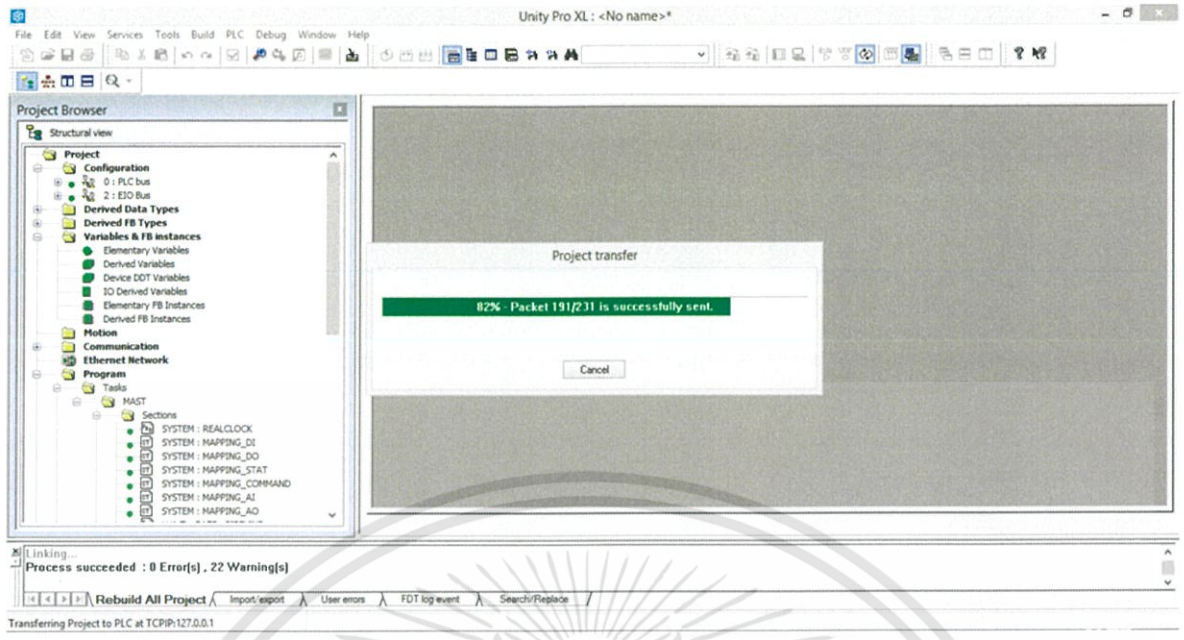 Unity Pro XL : <No name>*
File Edit View Services Tools Build PLC Debug Window Help
Project Browser
Structural view
Project
Configuration
0 : PLC bus
2 : EIO Bus
Derived Data Types
Derived FB Types
Variables & FB instances
Elementary Variables
Derived Variables
Device DDT Variables
IO Derived Variables
Elementary FB Instances
Derived FB Instances
Motion
Communication
Ethernet Network
Program
Tasks
MAST
Sections
SYSTEM : REALCLOCK
SYSTEM : MAPPING_DI
SYSTEM : MAPPING_DO
SYSTEM : MAPPING_STAT
SYSTEM : MAPPING_COMMAND
SYSTEM : MAPPING_AI
SYSTEM : MAPPING_AO
Project transfer
82% - Packet 191/231 is successfully sent.
Cancel
Linking...
Process succeeded : 0 Error(s) , 22 Warning(s)
Rebuild All Project Import/export User errors FDT log event Search/Replace
Transferring Project to PLC at TCPIP:127.0.0.1